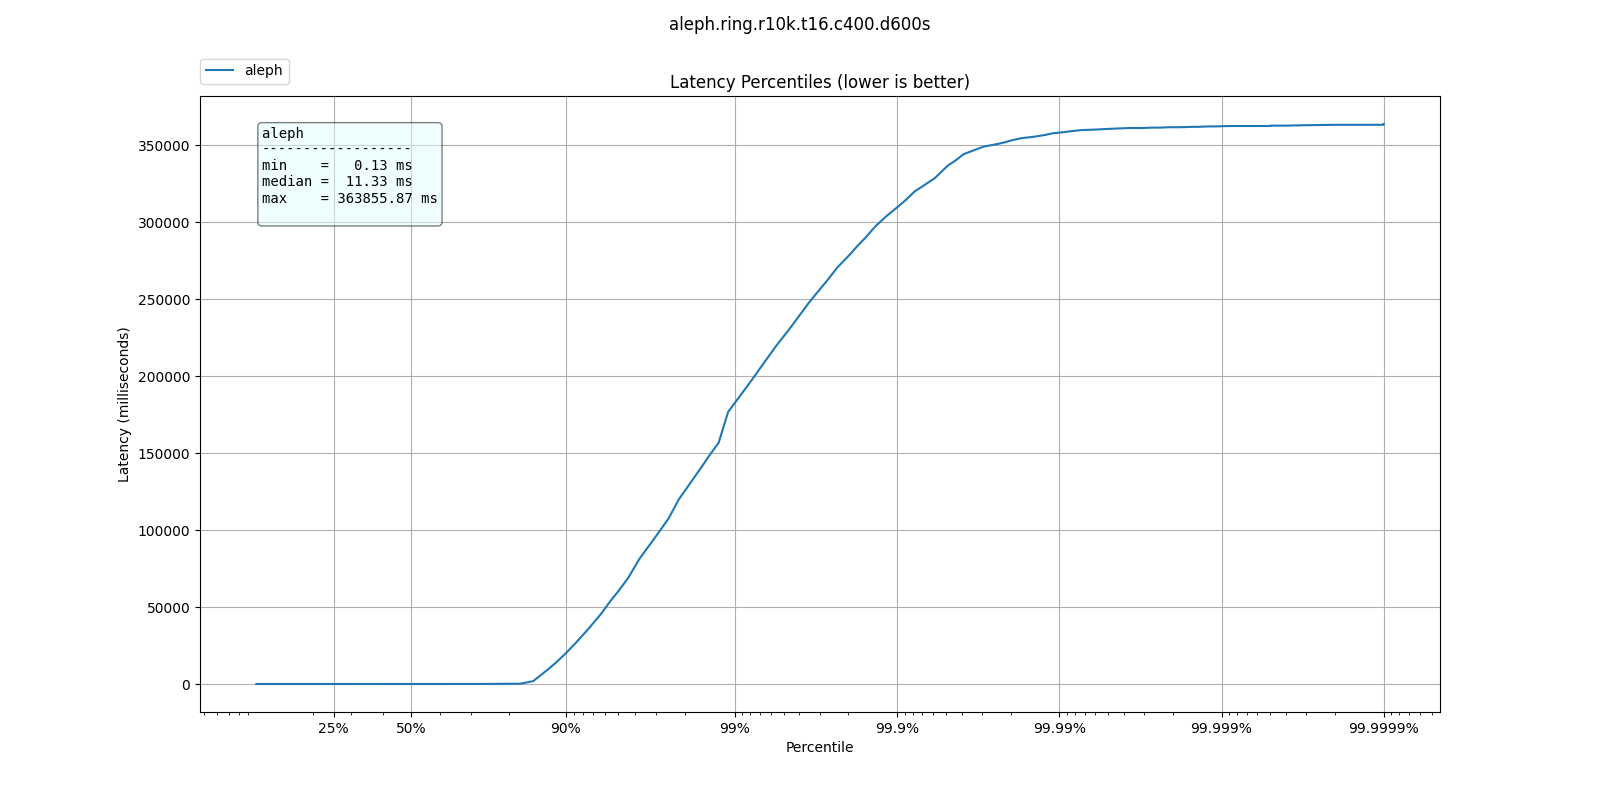 aleph.ring.r10k.t16.c400.d600s
aleph
Latency Percentiles (lower is better)
aleph
------------------
min    =   0.13 ms
median =  11.33 ms
max    = 363855.87 ms
350000
300000
250000
200000
150000
100000
50000
0
Latency (milliseconds)
25% 50% 90% 99% 99.9% 99.99% 99.999% 99.9999%
Percentile